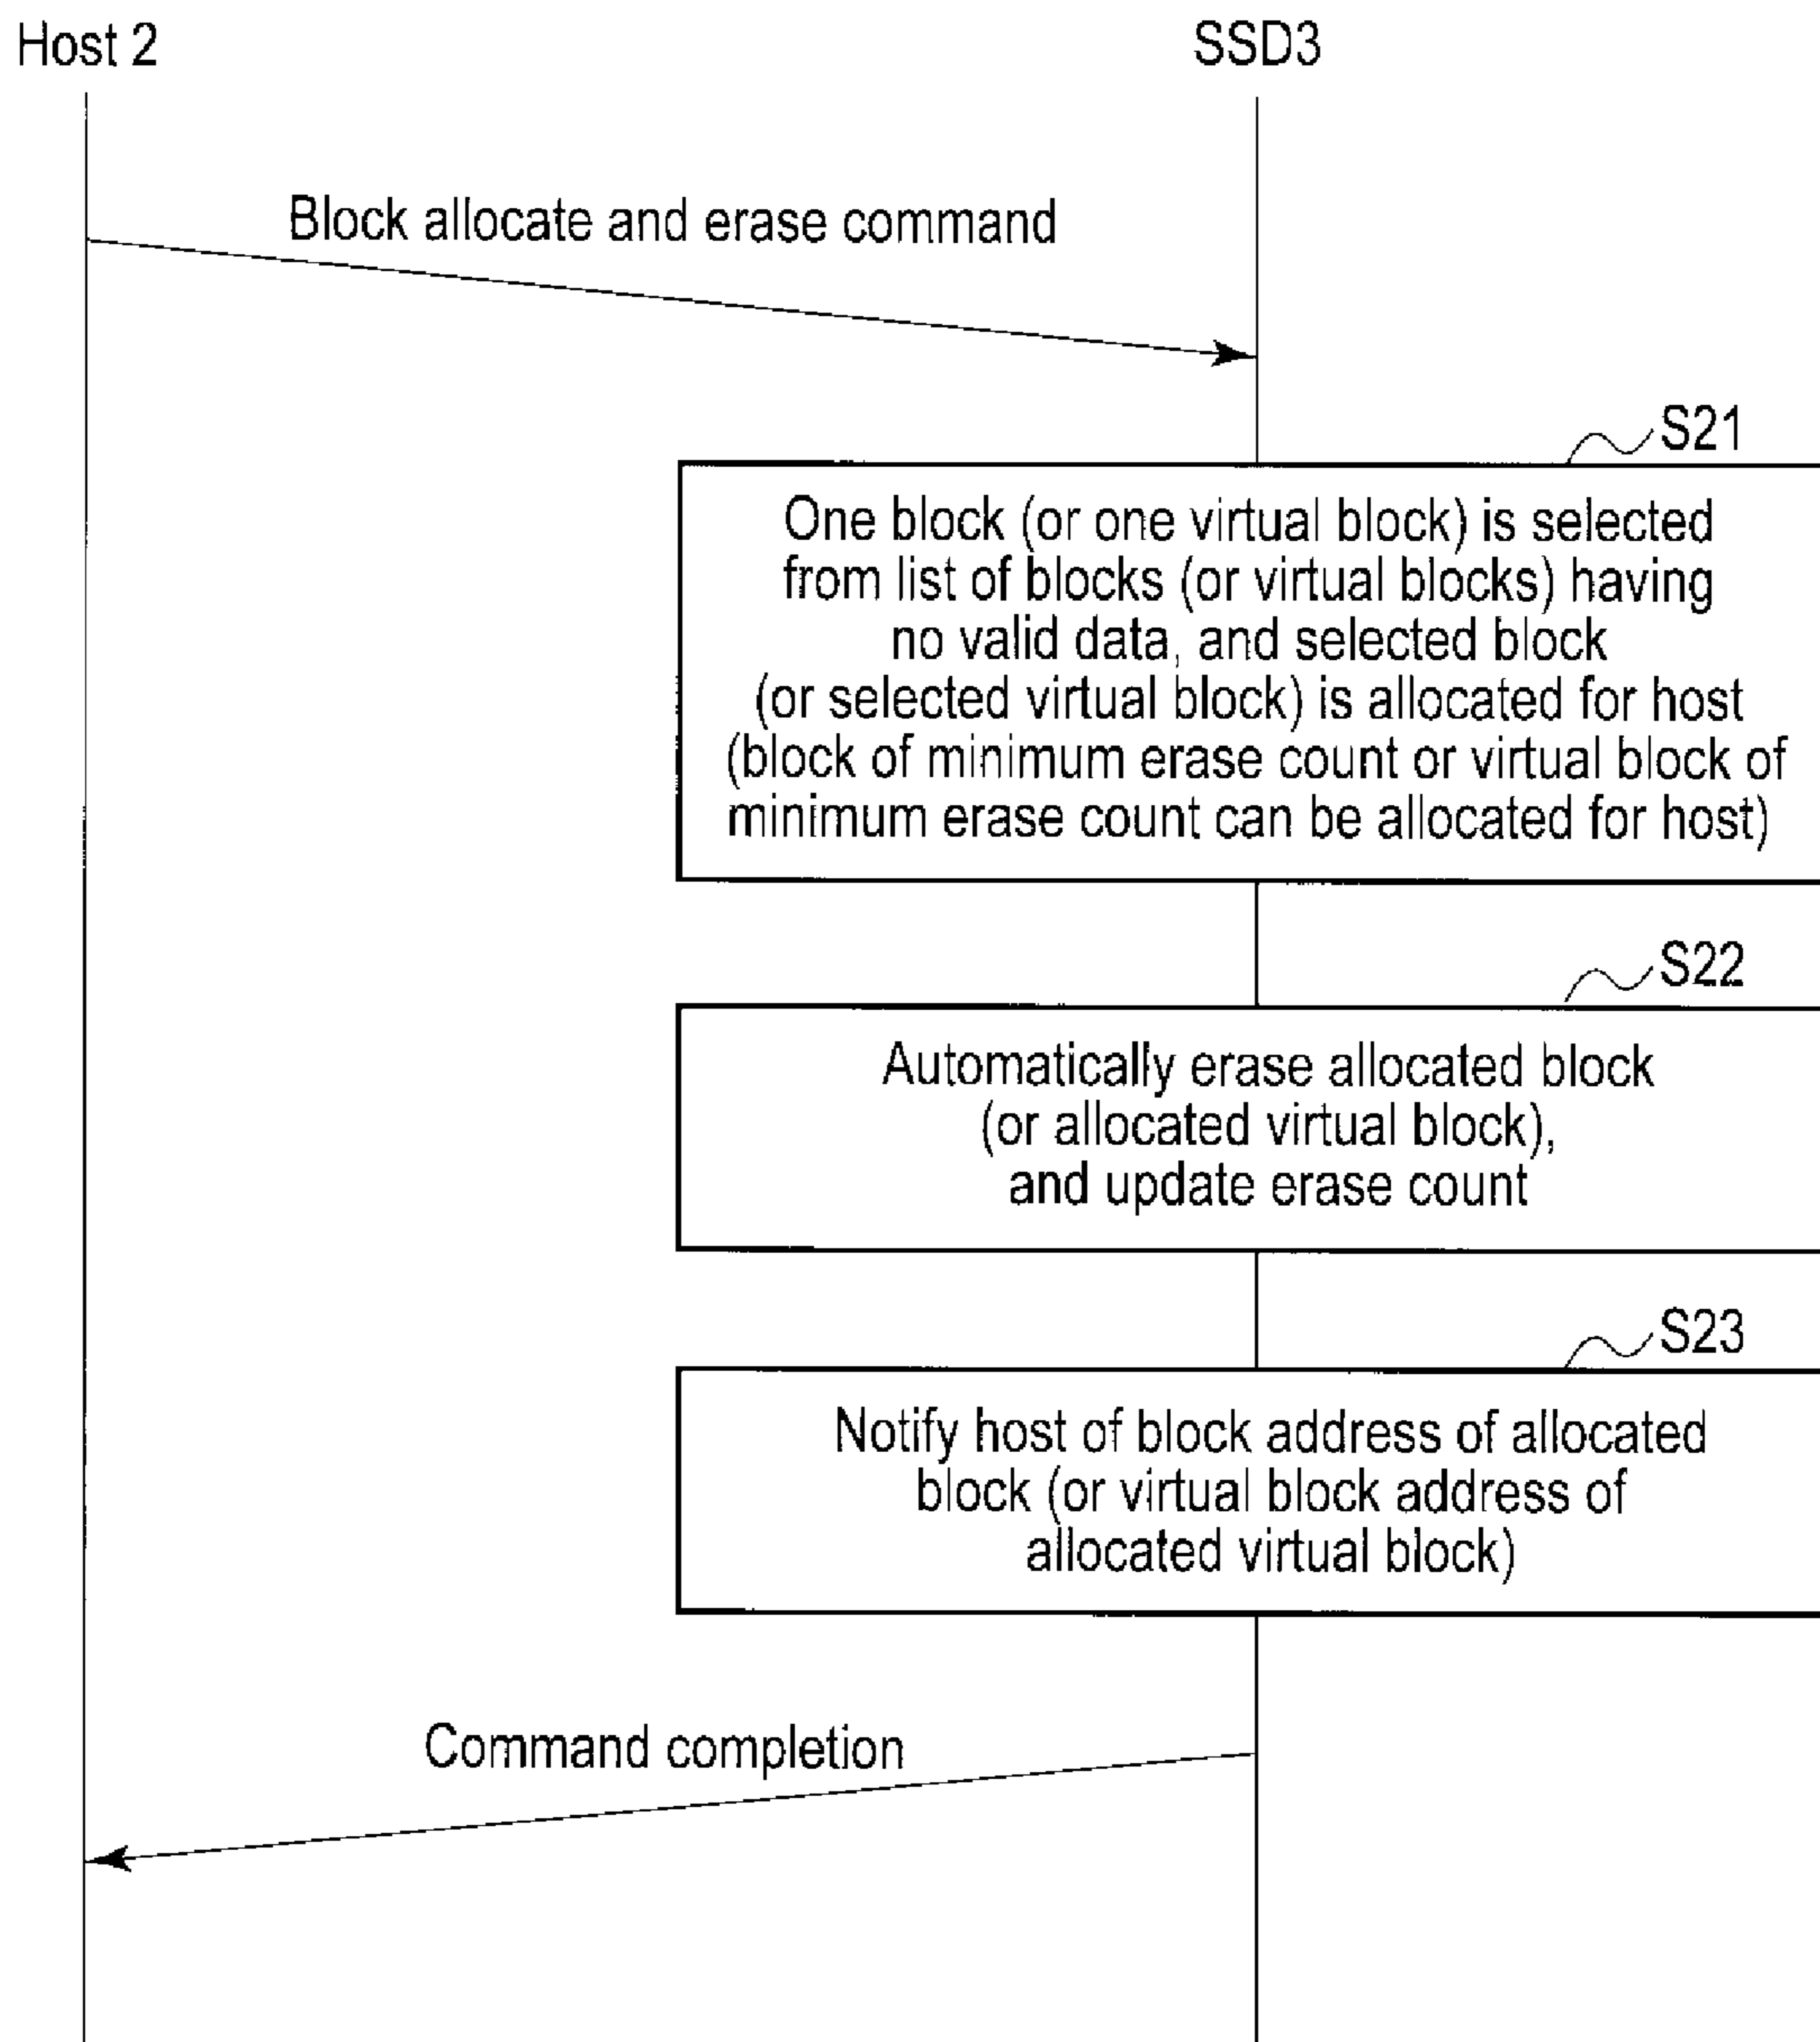 Host 2
SSD3
Block allocate and erase command
S21
One block (or one virtual block) is selected
from list of blocks (or virtual blocks) having
no valid data, and selected block
(or selected virtual block) is allocated for host
(block of minimum erase count or virtual block of
minimum erase count can be allocated for host)
S22
Automatically erase allocated block
(or allocated virtual block),
and update erase count
S23
Notify host of block address of allocated
block (or virtual block address of
allocated virtual block)
Command completion